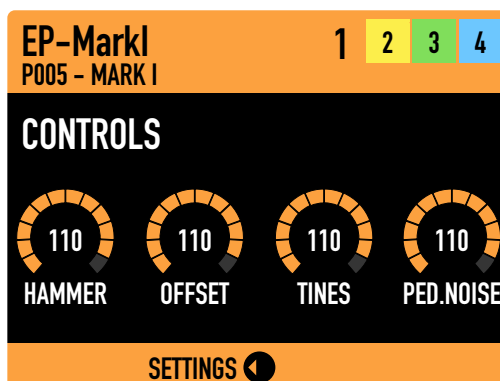 EP-MarkI 1 2 3 4
P005 - MARK I
CONTROLS
110 110 110 110
HAMMER OFFSET TINES PED.NOISE
SETTINGS